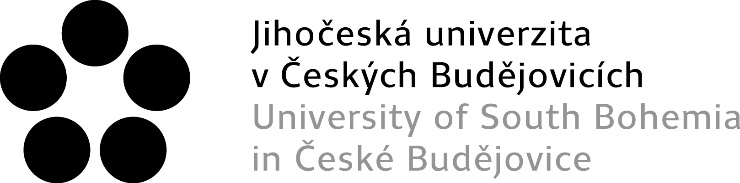 Jihočeská univerzita
v Českých Budějovicích
University of South Bohemia
in České Budějovice